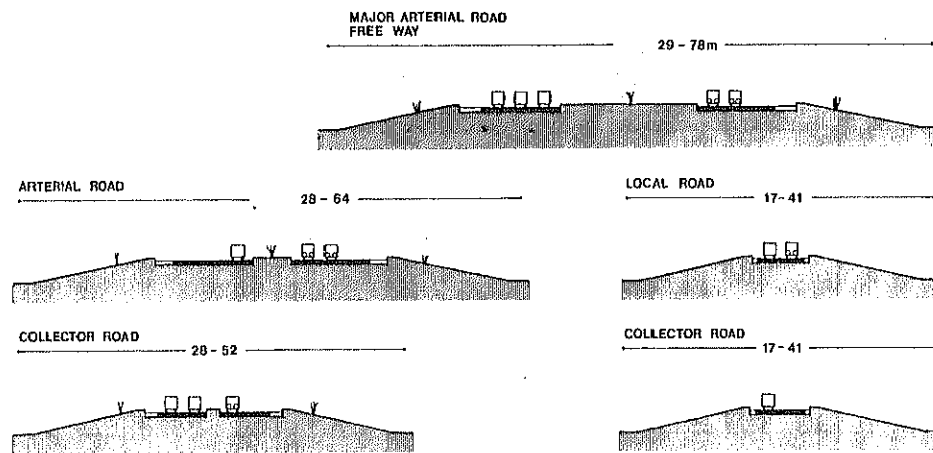 MAJOR ARTERIAL ROAD
FREE WAY
29 - 78m
ARTERIAL ROAD
28 - 64
LOCAL ROAD
17-41
COLLECTOR ROAD
28 - 52
COLLECTOR ROAD
17-41